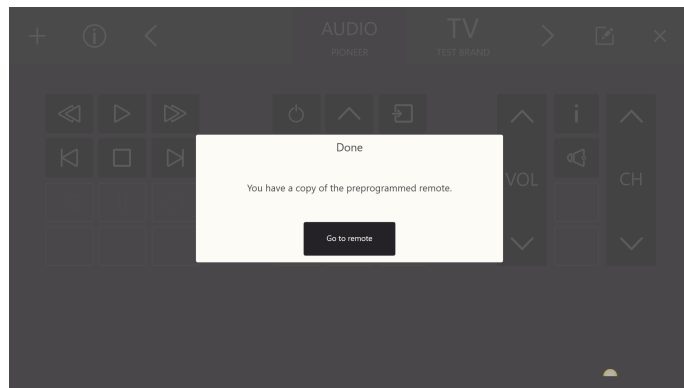 AUDIO
PIONEER
TV
TEST BRAND
Done
You have a copy of the preprogrammed remote.
Go to remote
VOL
CH